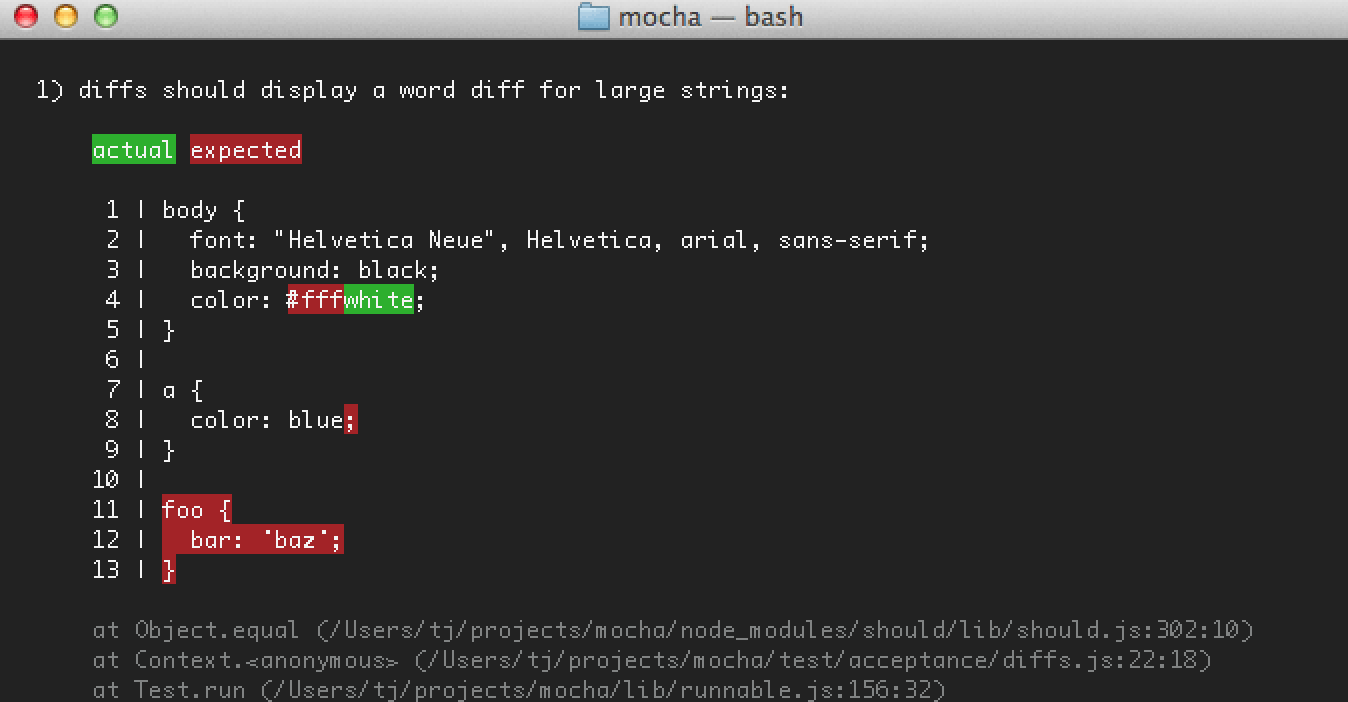 mocha — bash
1) diffs should display a word diff for large strings:
actual expected
1 | body {
2 |   font: "Helvetica Neue", Helvetica, arial, sans-serif;
3 |   background: black;
4 |   color: #fffwhite;
5 | }
6 |
7 | a {
8 |   color: blue;
9 | }
10 |
11 | foo {
12 |   bar: 'baz';
13 | }
at Object.equal (/Users/tj/projects/mocha/node_modules/should/lib/should.js:302:10)
at Context.<anonymous> (/Users/tj/projects/mocha/test/acceptance/diffs.js:22:18)
at Test.run (/Users/tj/projects/mocha/lib/runnable.js:156:32)